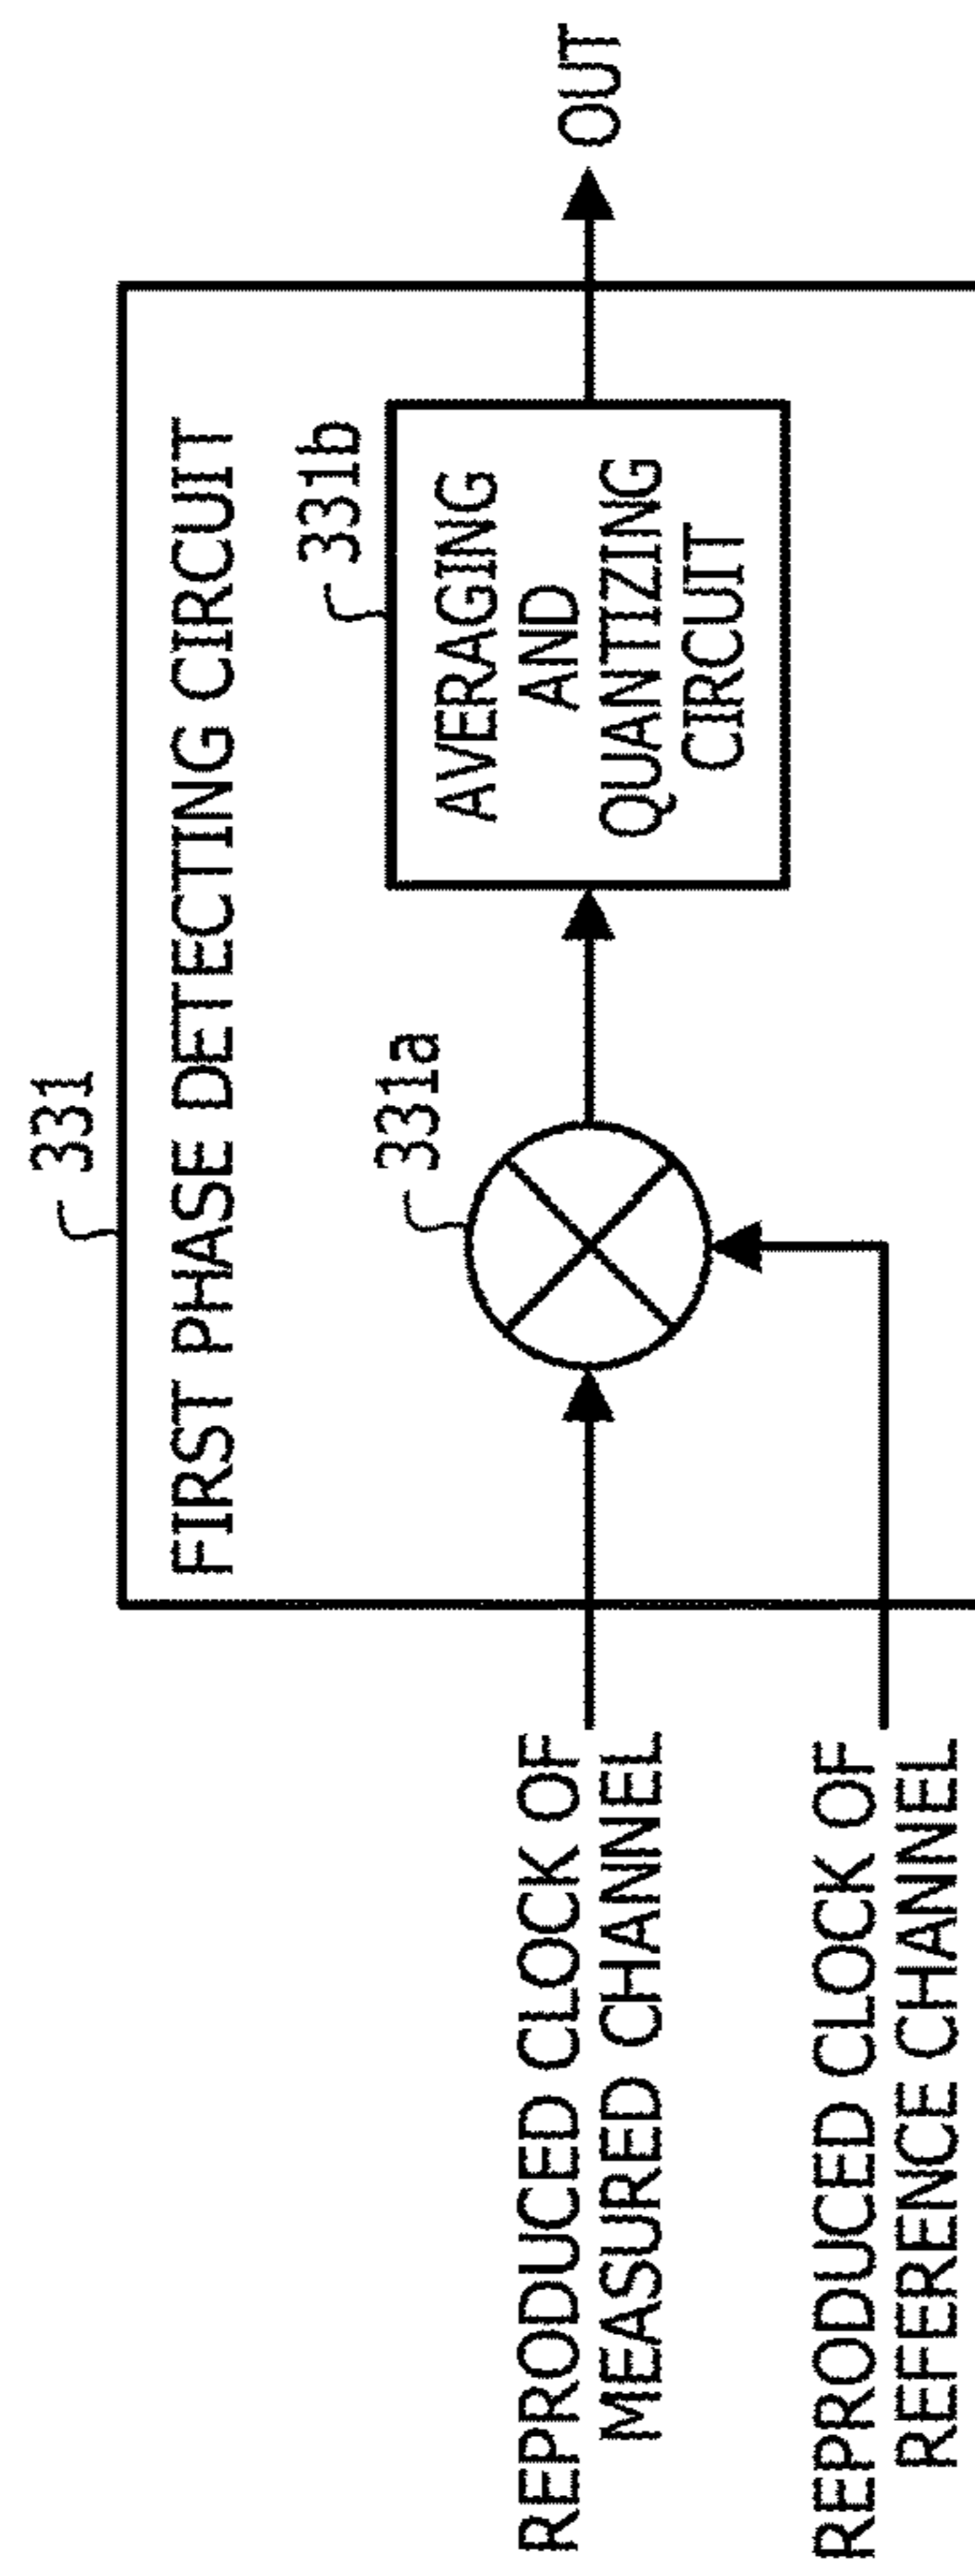 331
FIRST PHASE DETECTING CIRCUIT
331a
331b
AVERAGING
AND
QUANTIZING
CIRCUIT
OUT
REPRODUCED CLOCK OF
MEASURED CHANNEL
REPRODUCED CLOCK OF
REFERENCE CHANNEL